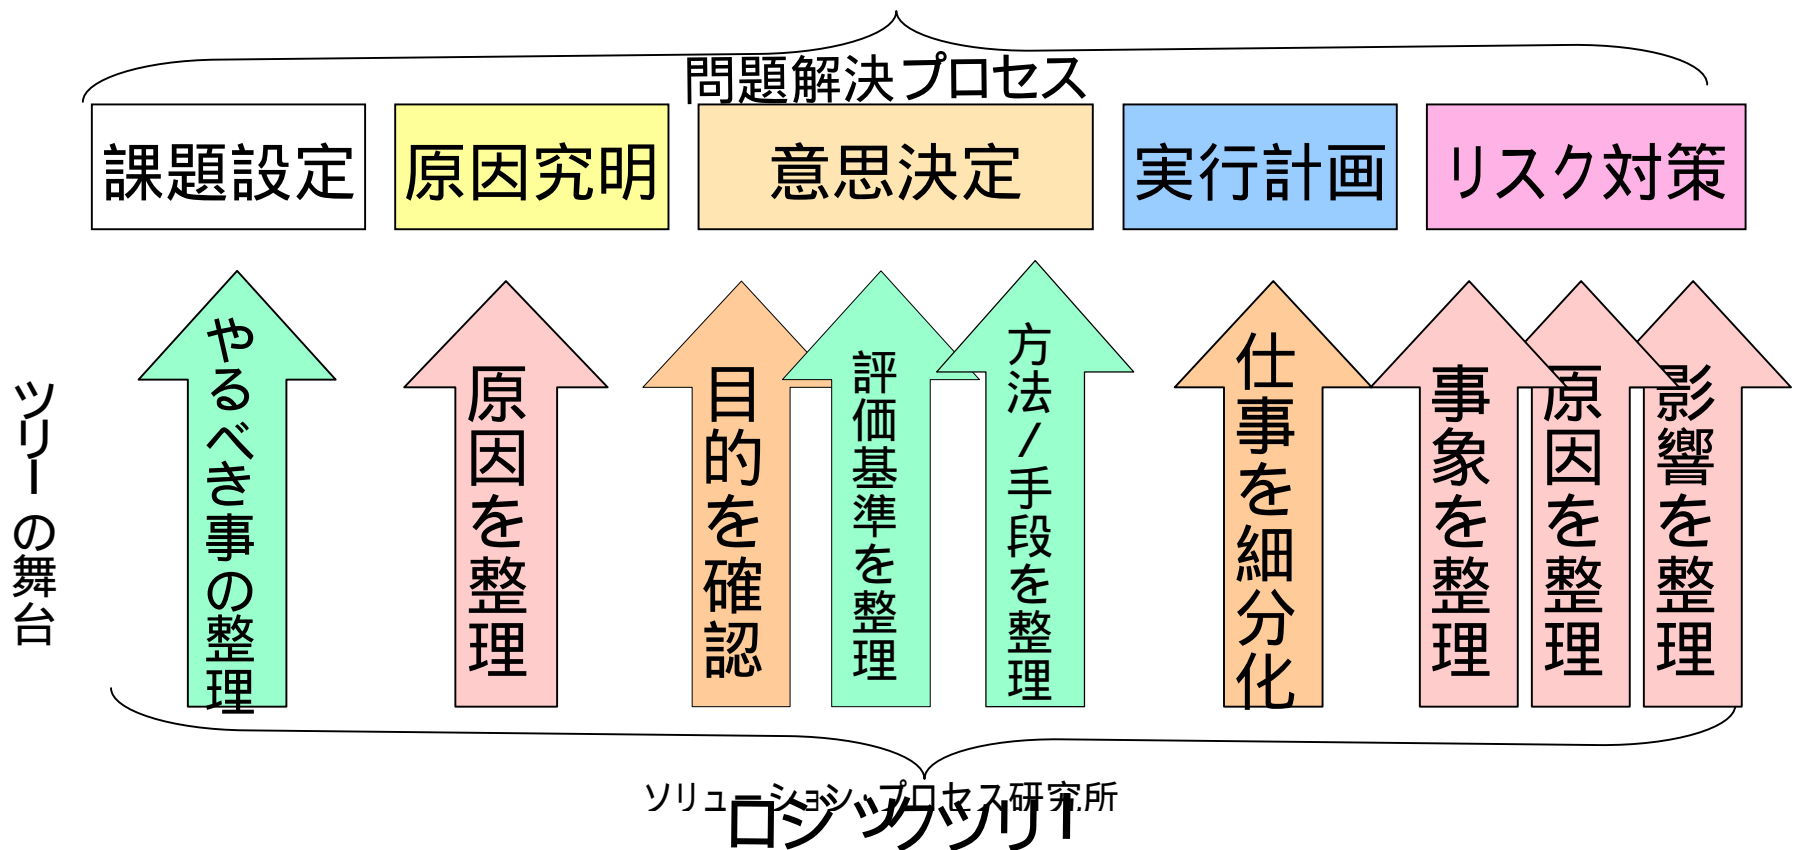 問題解決プロセス
課題設定
原因究明
意思決定
実行計画
リスク対策
ツリーの舞台
やるべき事の整理
原因を整理
目的を確認
評価基準を整理
方法/手段を整理
仕事を細分化
事象を整理
原因を整理
影響を整理
ソリューション・プロセス研究所
ロジックツリー